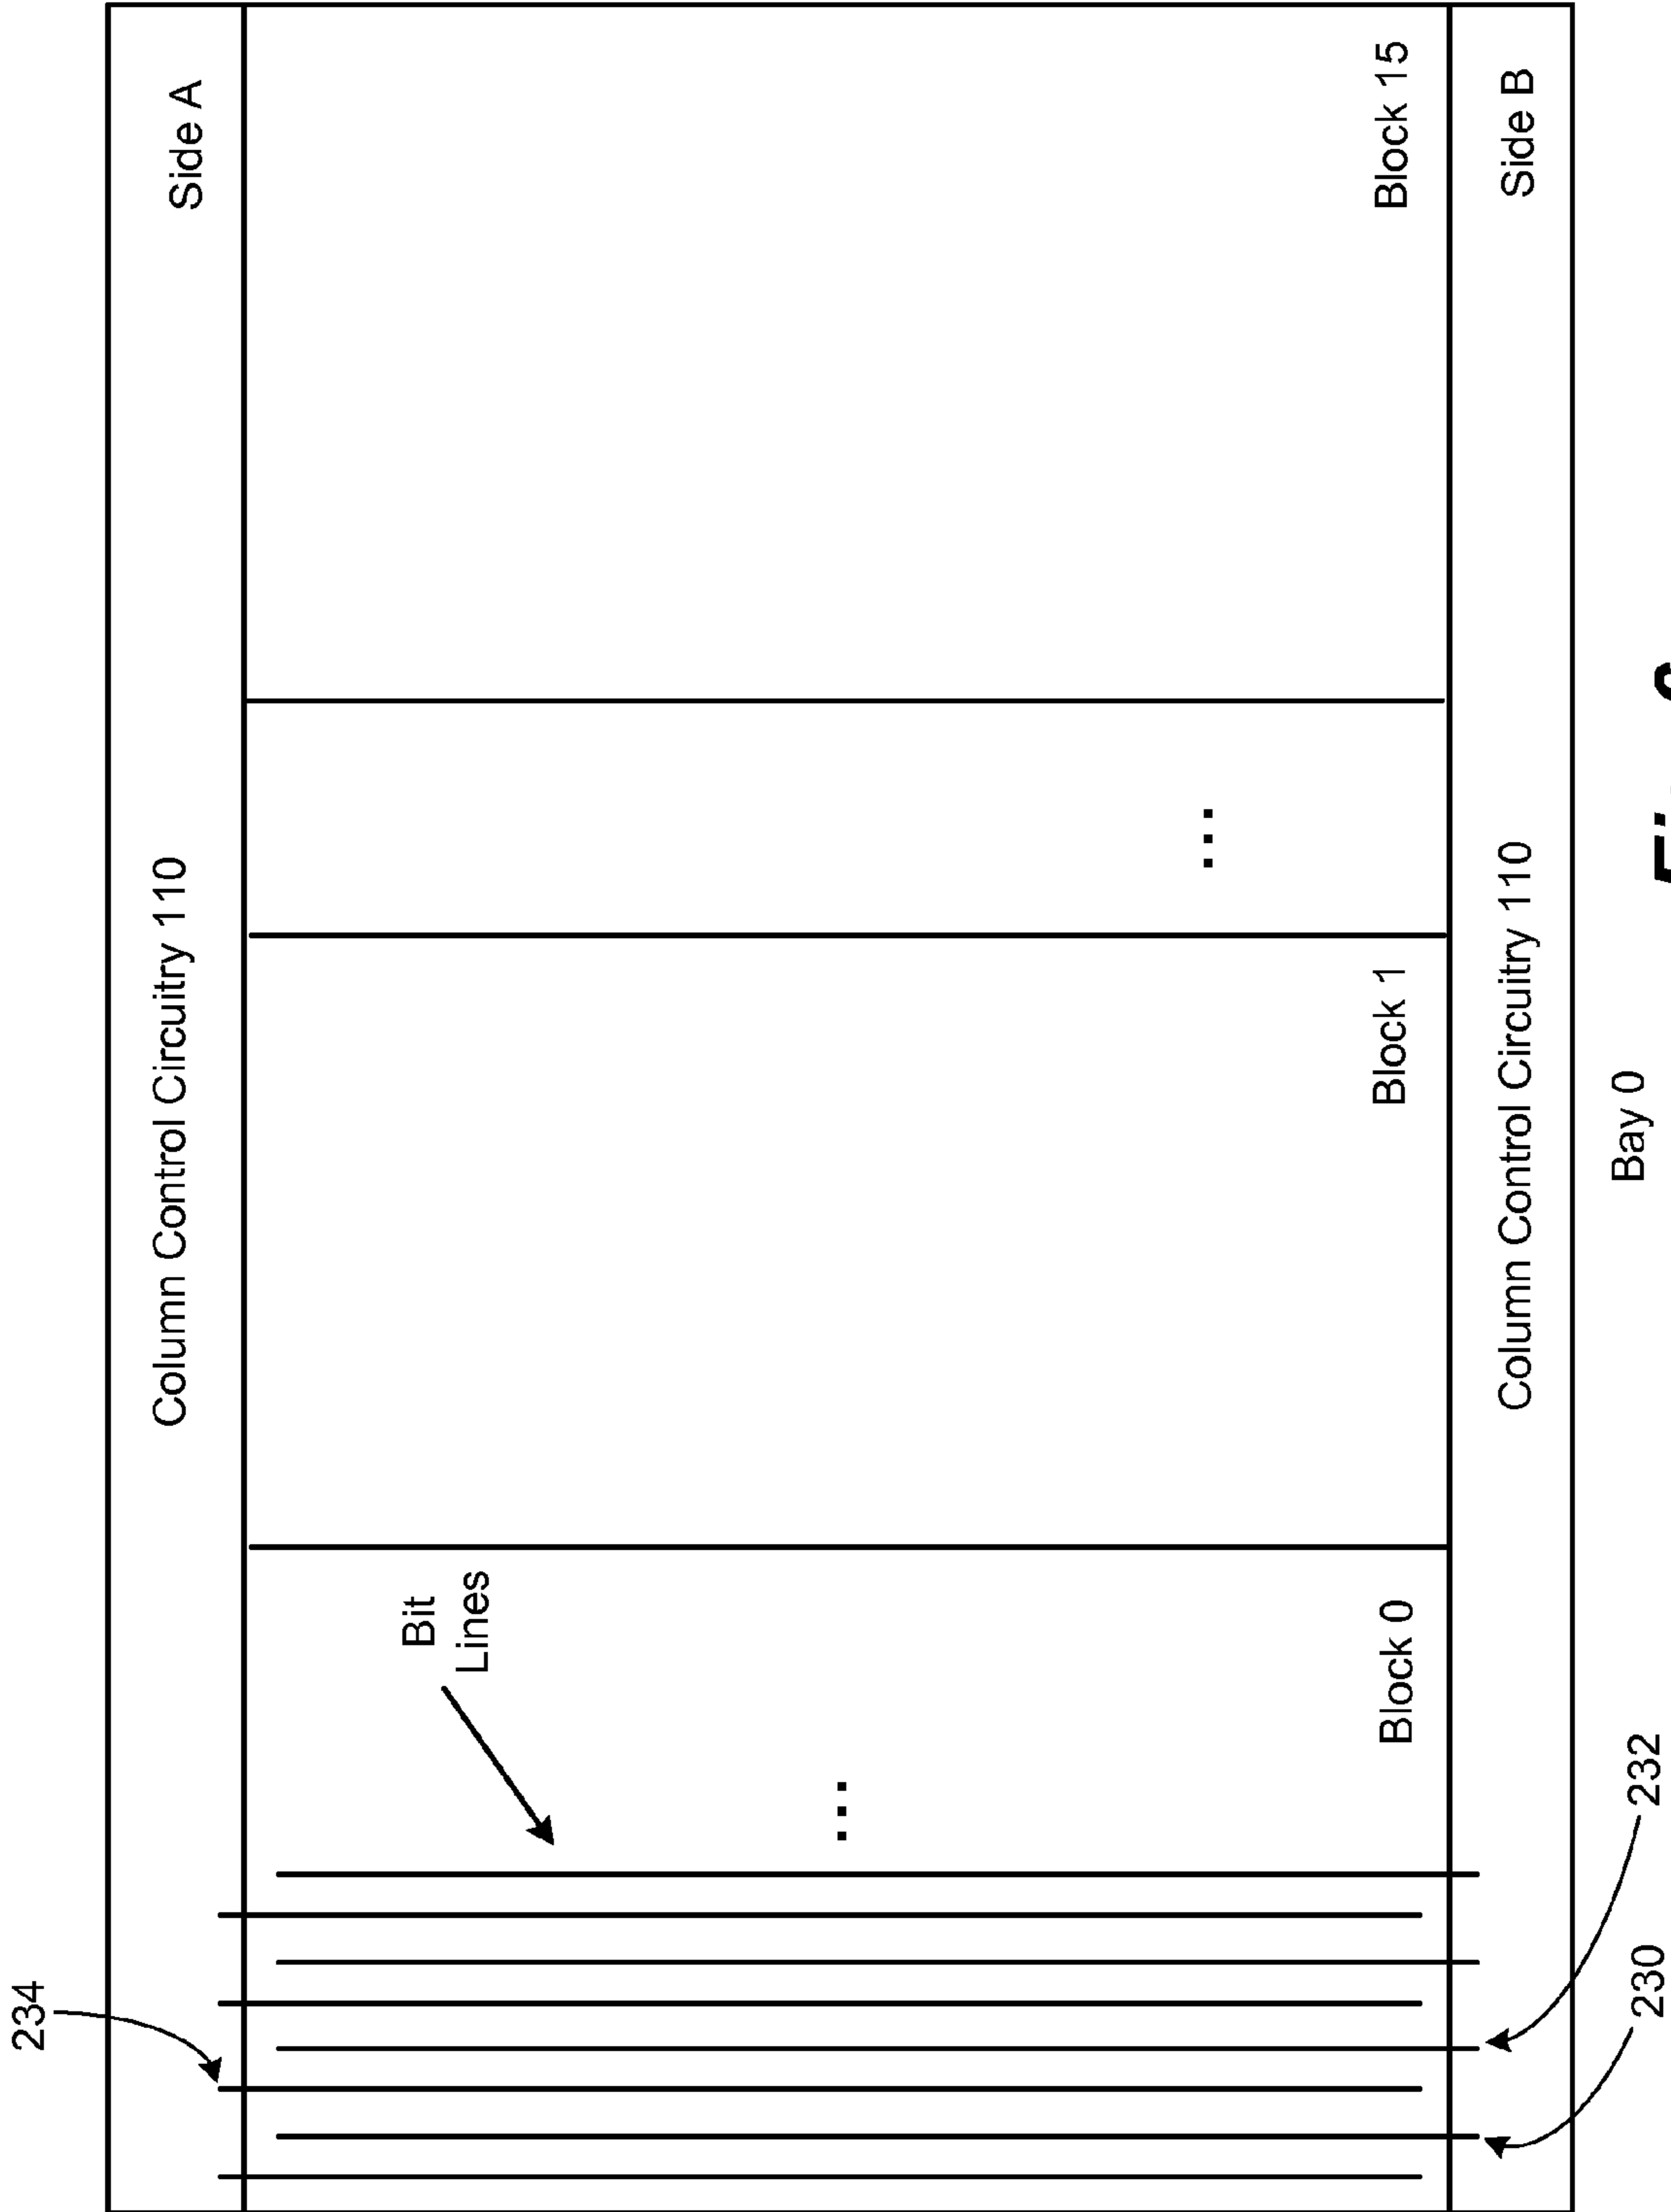 234
Column Control Circuitry 110
Side A
Bit
Lines
...
...
Block 0
Block 1
Block 15
Column Control Circuitry 110
Side B
230
232
Bay 0